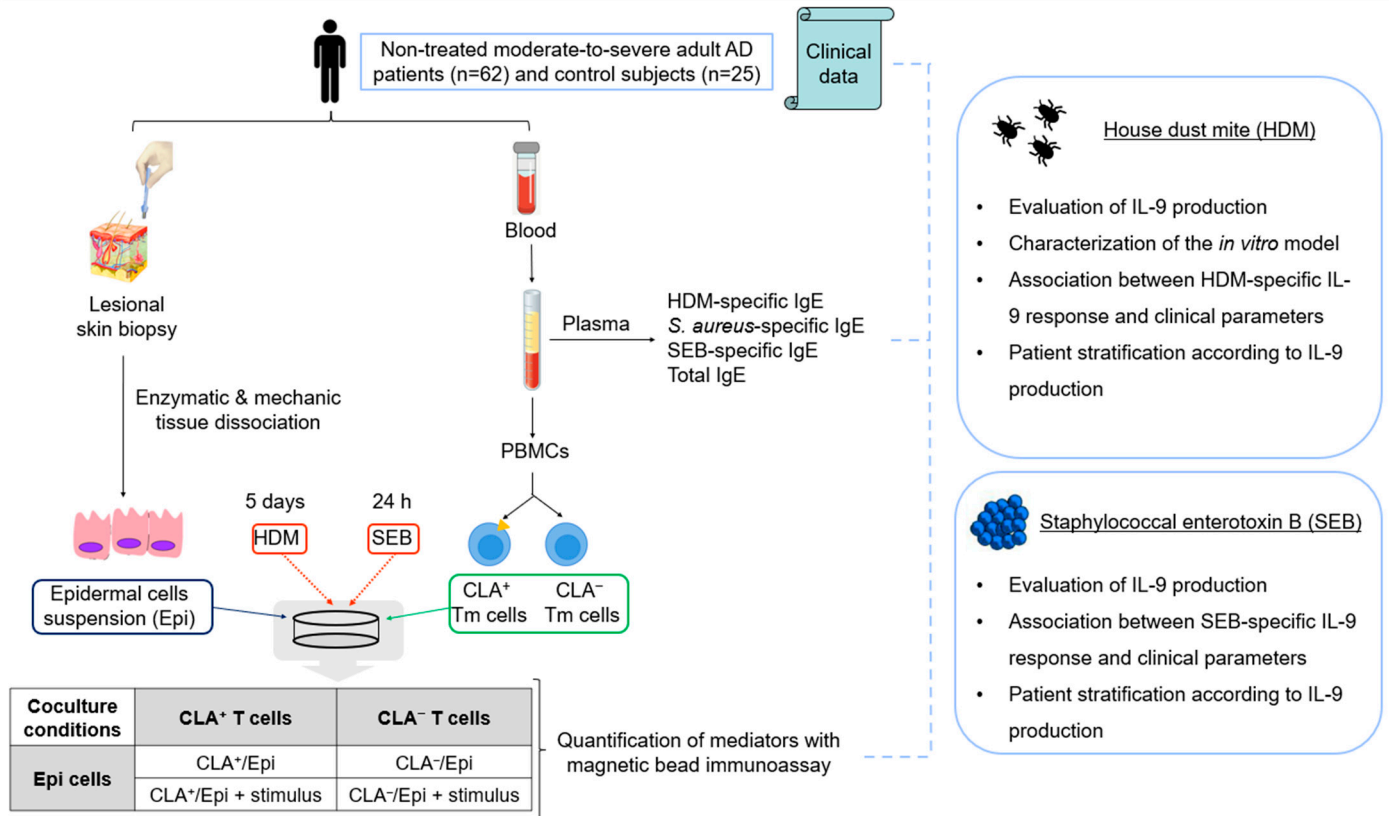 Non-treated moderate-to-severe adult AD
patients (n=62) and control subjects (n=25)
Clinical
data
Lesional
skin biopsy
Enzymatic & mechanic
tissue dissociation
Blood
Plasma
HDM-specific IgE
S. aureus-specific IgE
SEB-specific IgE
Total IgE
PBMCs
5 days
HDM
24 h
SEB
Epidermal cells
suspension (Epi)
CLA⁺
Tm cells
CLA⁻
Tm cells
Coculture
conditions
CLA⁺ T cells
CLA⁻ T cells
Epi cells
CLA⁺/Epi
CLA⁻/Epi
CLA⁺/Epi + stimulus
CLA⁻/Epi + stimulus
Quantification of mediators with
magnetic bead immunoassay
House dust mite (HDM)
• Evaluation of IL-9 production
• Characterization of the in vitro model
• Association between HDM-specific IL-
9 response and clinical parameters
• Patient stratification according to IL-9
production
Staphylococcal enterotoxin B (SEB)
• Evaluation of IL-9 production
• Association between SEB-specific IL-9
response and clinical parameters
• Patient stratification according to IL-9
production